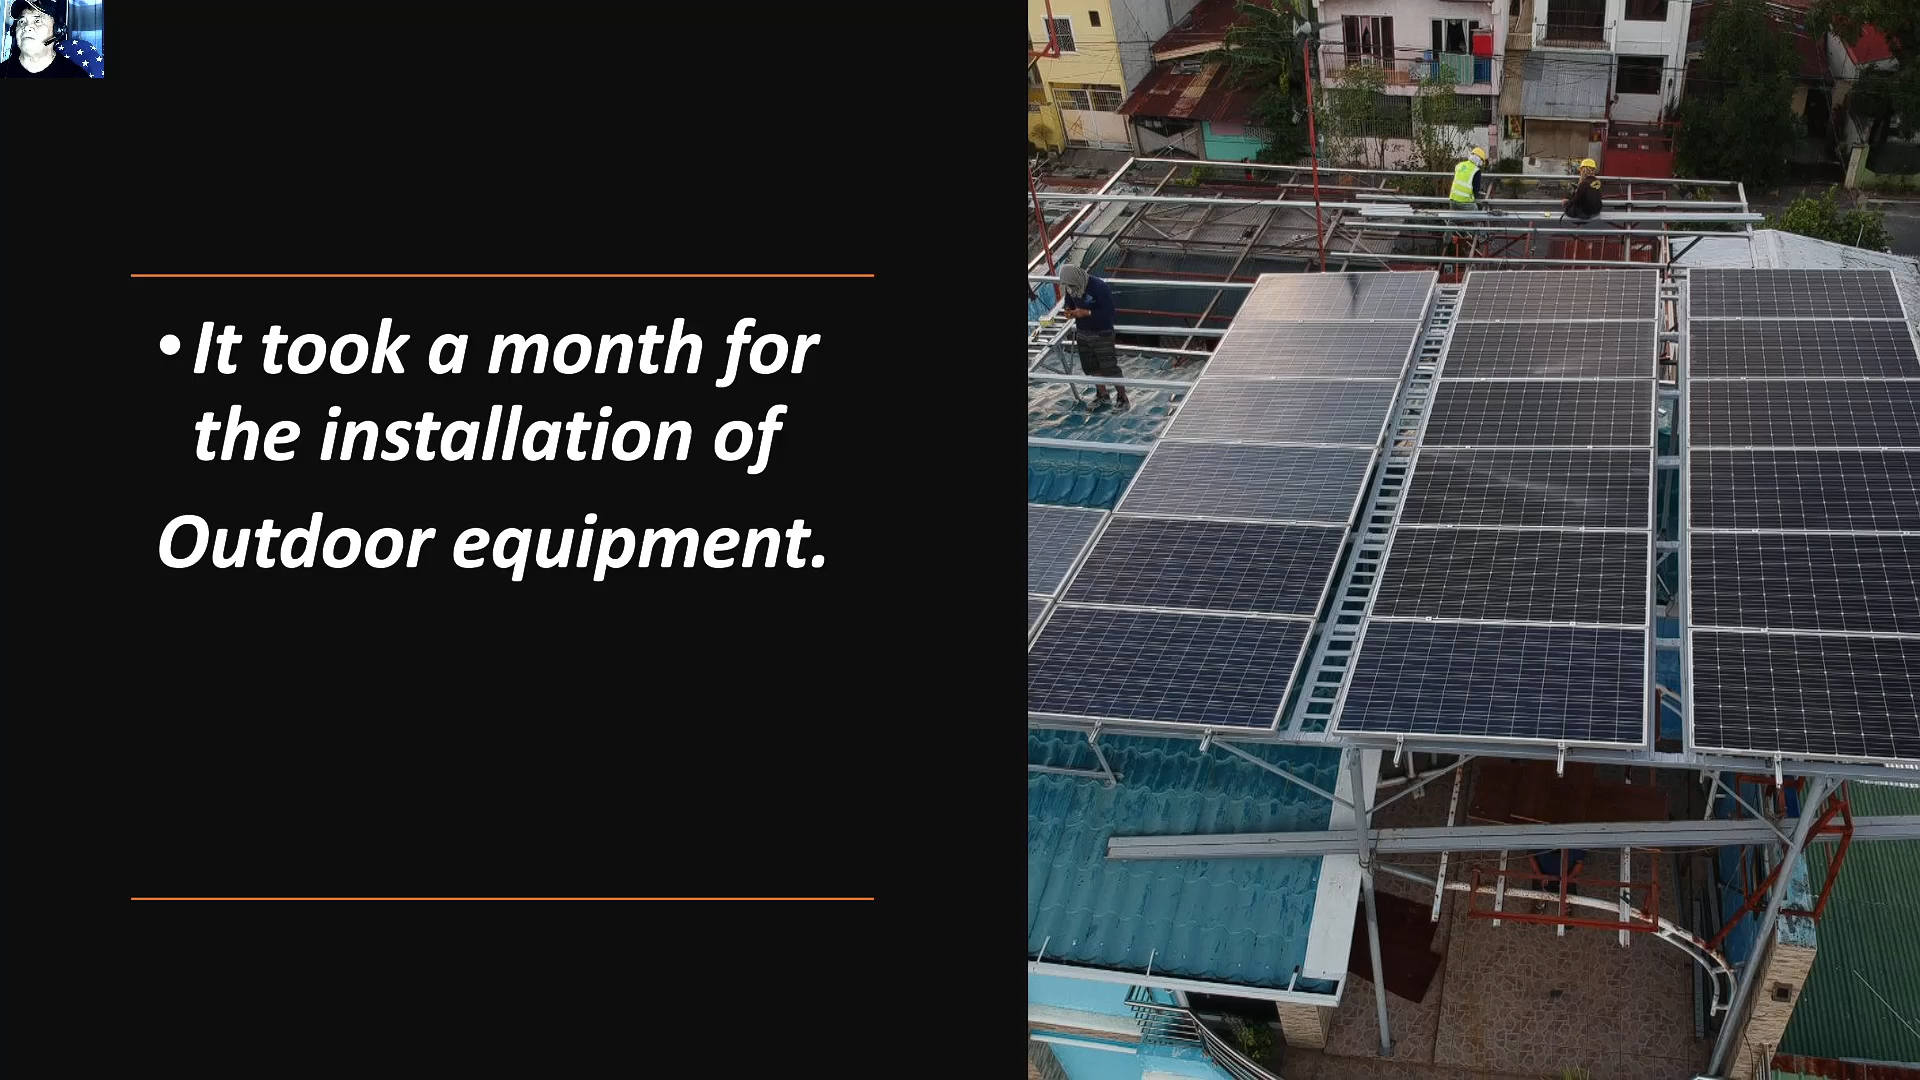 •It took a month for
the installation of
Outdoor equipment.